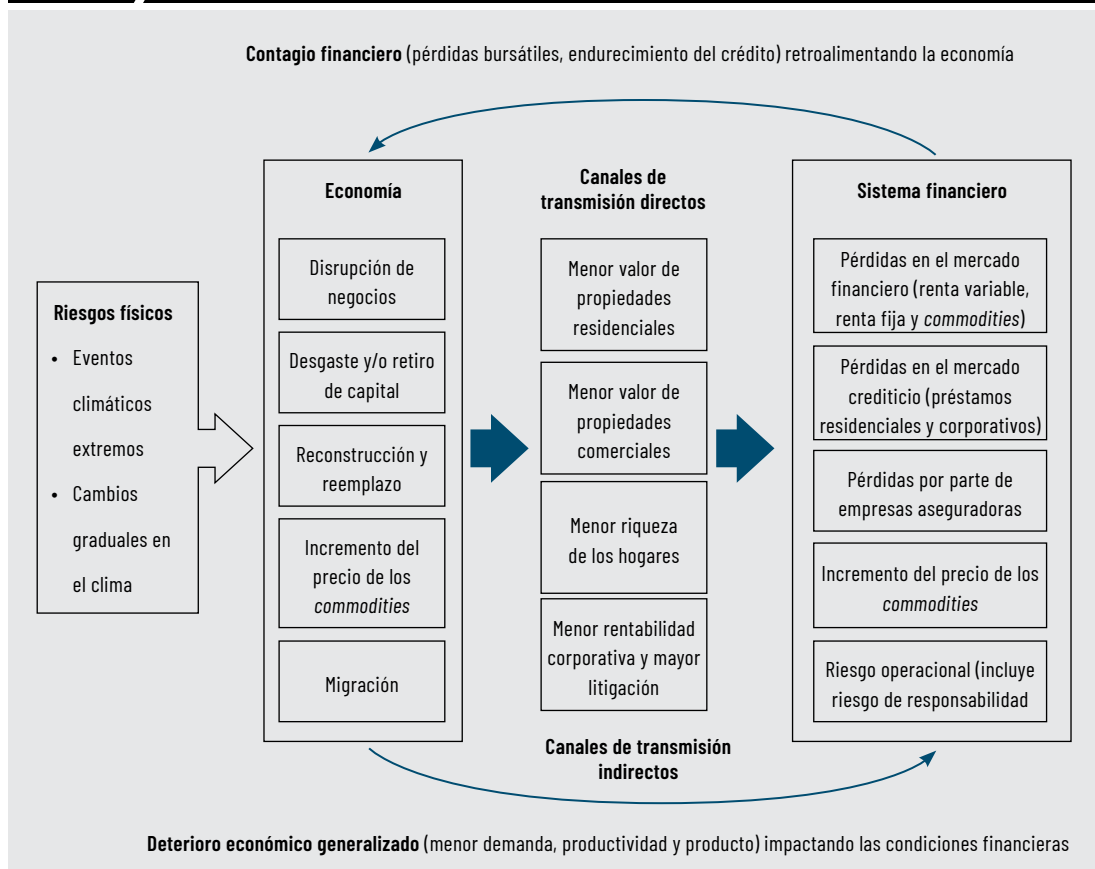 Contagio financiero (pérdidas bursátiles, endurecimiento del crédito) retroalimentando la economía
Riesgos físicos
• Eventos
climáticos
extremos
• Cambios
graduales en
el clima
Economía
Disrupción de
negocios
Desgaste y/o retiro
de capital
Reconstrucción y
reemplazo
Incremento del
precio de los
commodities
Migración
Canales de
transmisión directos
Menor valor de
propiedades
residenciales
Menor valor de
propiedades
comerciales
Menor riqueza
de los hogares
Menor rentabilidad
corporativa y mayor
litigación
Canales de transmisión
indirectos
Sistema financiero
Pérdidas en el mercado
financiero (renta variable,
renta fija y commodities)
Pérdidas en el mercado
crediticio (préstamos
residenciales y corporativos)
Pérdidas por parte de
empresas aseguradoras
Incremento del precio de los
commodities
Riesgo operacional (incluye
riesgo de responsabilidad
Deterioro económico generalizado (menor demanda, productividad y producto) impactando las condiciones financieras